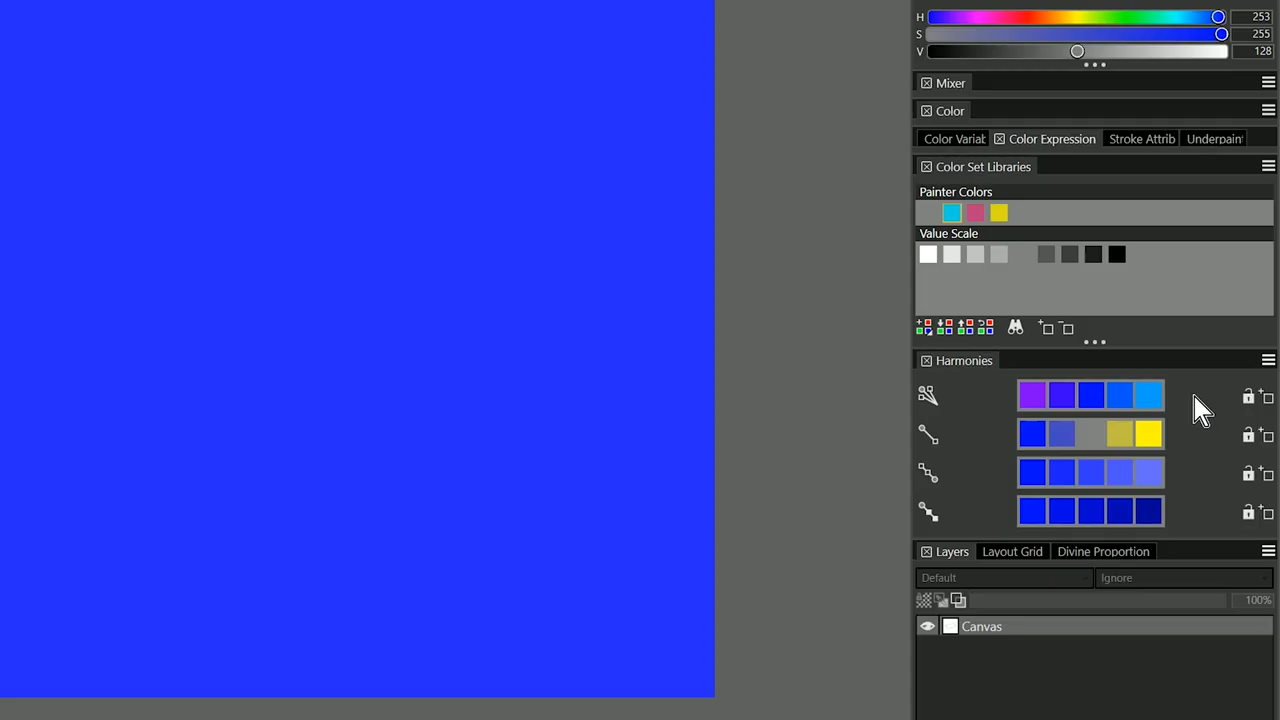 H 253
S 255
V 128
Mixer
Color
Color Variat Color Expression Stroke Attrib Underpaint
Color Set Libraries
Painter Colors
Value Scale
Harmonies
Layers Layout Grid Divine Proportion
Default Ignore
100%
Canvas